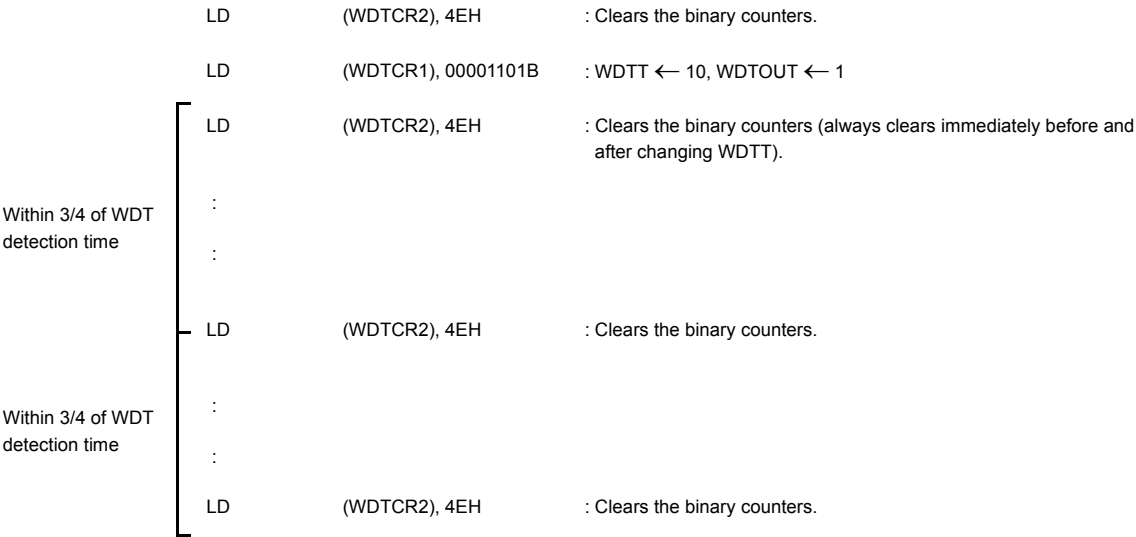 LD (WDTCR2), 4EH : Clears the binary counters.
LD (WDTCR1), 00001101B : WDTT ← 10, WDTOUT ← 1
LD (WDTCR2), 4EH : Clears the binary counters (always clears immediately before and
after changing WDTT).
Within 3/4 of WDT
detection time
:
:
LD (WDTCR2), 4EH : Clears the binary counters.
Within 3/4 of WDT
detection time
:
:
LD (WDTCR2), 4EH : Clears the binary counters.